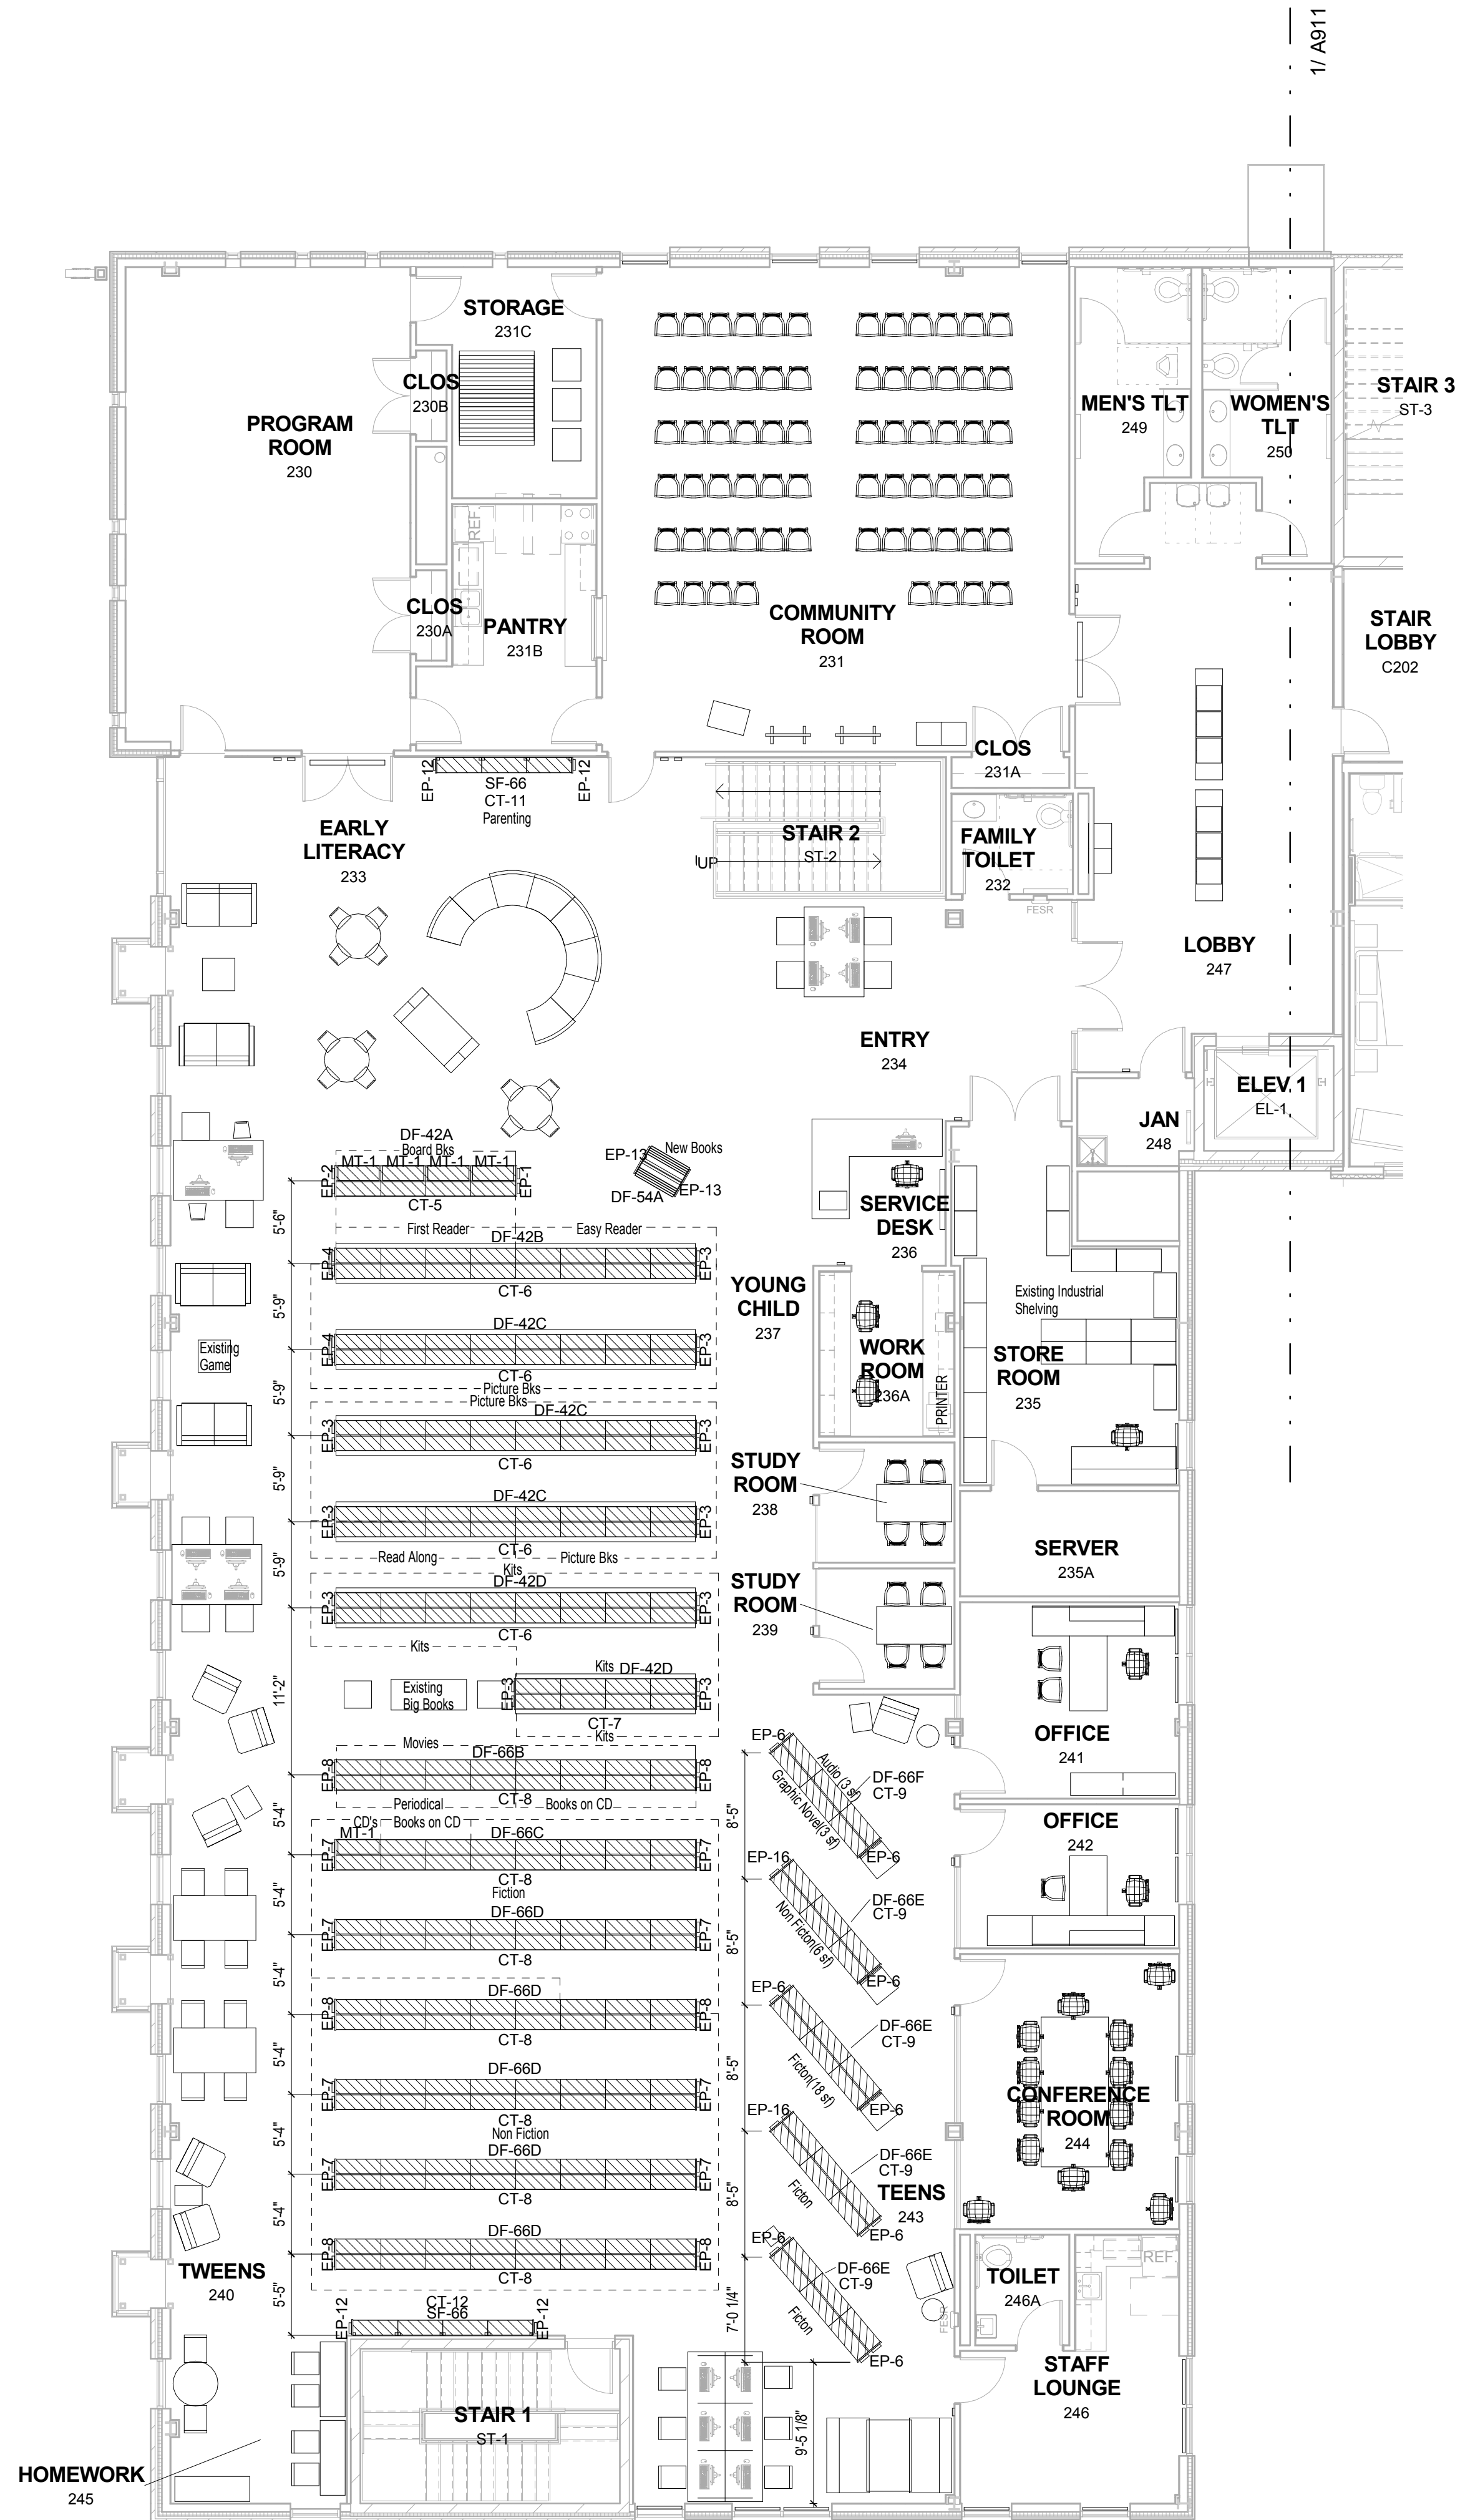 1/ A911
STORAGE
231C
CLOS
230B
PROGRAM
ROOM
230
MEN'S TLT
249
WOMEN'S
TLT
250
STAIR 3
ST-3
REF
CLOS
230A
PANTRY
231B
COMMUNITY
ROOM
231
STAIR
LOBBY
C202
CLOS
231A
EP-12
SF-66
CT-11
Parenting
EP-12
EARLY
LITERACY
233
STAIR 2
ST-2
UP
FAMILY
TOILET
232
FESR
LOBBY
247
ENTRY
234
ELEV 1
EL-1
JAN
248
DF-42A
Board Bks
MT-1 MT-1 MT-1 MT-1
EP-2
EP-1
CT-5
EP-13
New Books
DF-54A
EP-13
SERVICE
DESK
236
5'-6"
First Reader
DF-42B
Easy Reader
EP-4
EP-3
CT-6
YOUNG
CHILD
237
Existing Industrial
Shelving
5'-9"
DF-42C
EP-4
EP-3
CT-6
Picture Bks
Existing
Game
WORK
ROOM
236A
PRINTER
STORE
ROOM
235
5'-9"
Picture Bks
DF-42C
EP-3
EP-3
CT-6
STUDY
ROOM
238
5'-9"
DF-42C
EP-3
EP-3
CT-6
Read Along
Picture Bks
SERVER
235A
5'-9"
Kits
DF-42D
EP-3
EP-3
CT-6
Kits
STUDY
ROOM
239
11'-2"
Existing
Big Books
Kits
DF-42D
EP-3
EP-3
CT-7
Kits
OFFICE
241
Movies
DF-66B
EP-8
EP-8
CT-8
Periodical
Books on CD
EP-6
Audio (3 sf)
Graphic Novel(3 sf)
DF-66F
CT-9
EP-6
8'-5"
5'-4"
CD's
Books on CD
MT-1
DF-66C
EP-7
EP-7
CT-8
Fiction
OFFICE
242
5'-4"
DF-66D
EP-7
EP-7
CT-8
EP-16
DF-66E
CT-9
Non Ficton(6 sf)
EP-6
8'-5"
5'-4"
DF-66D
EP-8
EP-8
CT-8
EP-6
DF-66E
CT-9
Ficton(18 sf)
EP-6
8'-5"
5'-4"
DF-66D
EP-7
EP-7
CT-8
Non Fiction
CONFERENCE
ROOM
244
5'-4"
DF-66D
EP-7
EP-7
CT-8
EP-16
DF-66E
CT-9
Ficton
EP-6
8'-5"
TEENS
243
5'-4"
DF-66D
EP-8
EP-8
CT-8
EP-6
DF-66E
CT-9
Ficton
EP-6
7'-0 1/4"
TWEENS
240
5'-5"
EP-12
CT-12
SF-66
EP-12
TOILET
246A
REF.
FESR
STAFF
LOUNGE
246
STAIR 1
ST-1
9'-5 1/8"
HOMEWORK
245